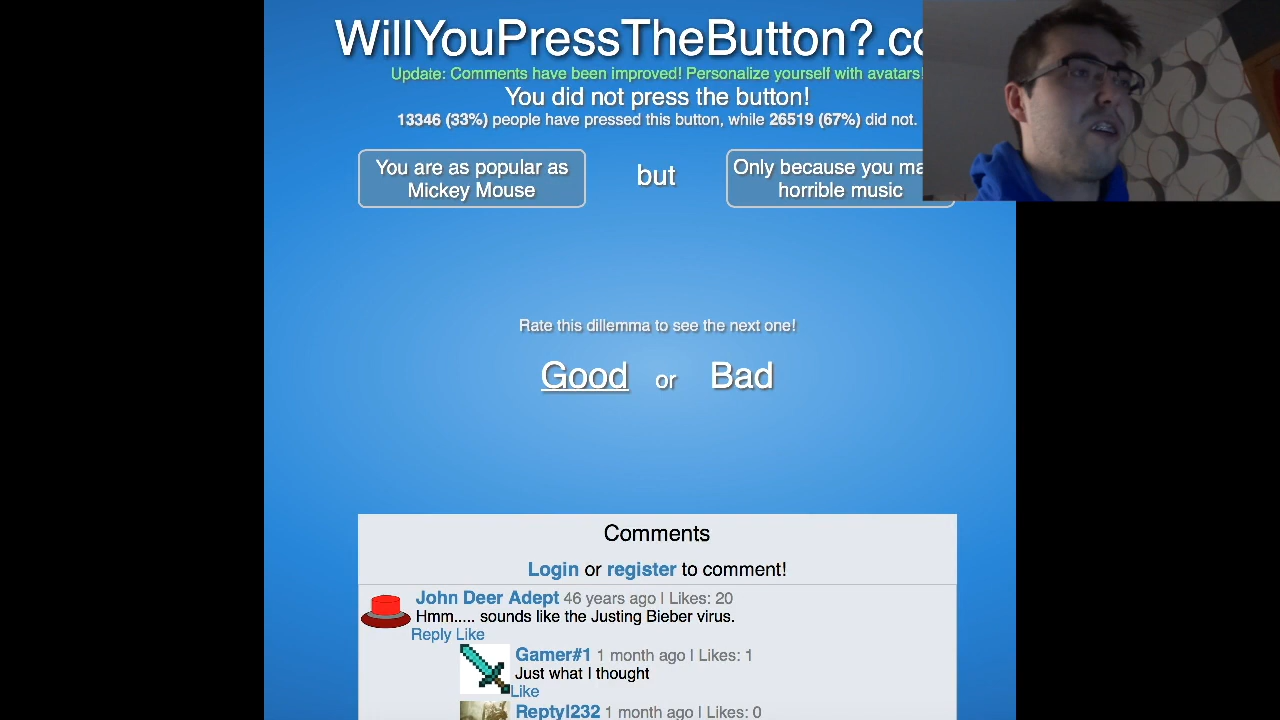 WillYouPressTheButton?.co
Update: Comments have been improved! Personalize yourself with avatars!
You did not press the button!
13346 (33%) people have pressed this button, while 26519 (67%) did not.
You are as popular as
Mickey Mouse
but
Only because you ma
horrible music
Rate this dillemma to see the next one!
Good or Bad
Comments
Login or register to comment!
John Deer Adept 46 years ago | Likes: 20
Hmm..... sounds like the Justing Bieber virus.
Reply Like
Gamer#1 1 month ago | Likes: 1
Just what I thought
Like
Reptyl232 1 month ago | Likes: 0